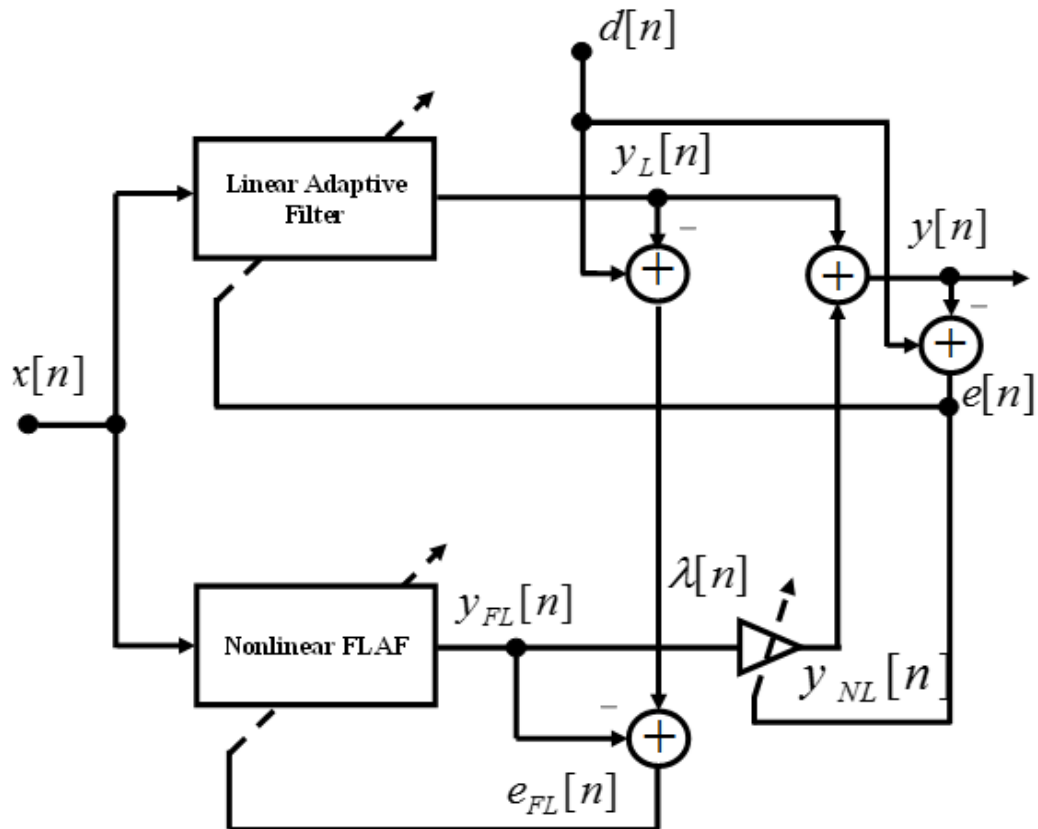 d[n]
y_L[n]
Linear Adaptive
Filter
−
y[n]
+
+
−
+
x[n]
e[n]
λ[n]
y_FL[n]
Nonlinear FLAF
y_NL[n]
−
+
e_FL[n]